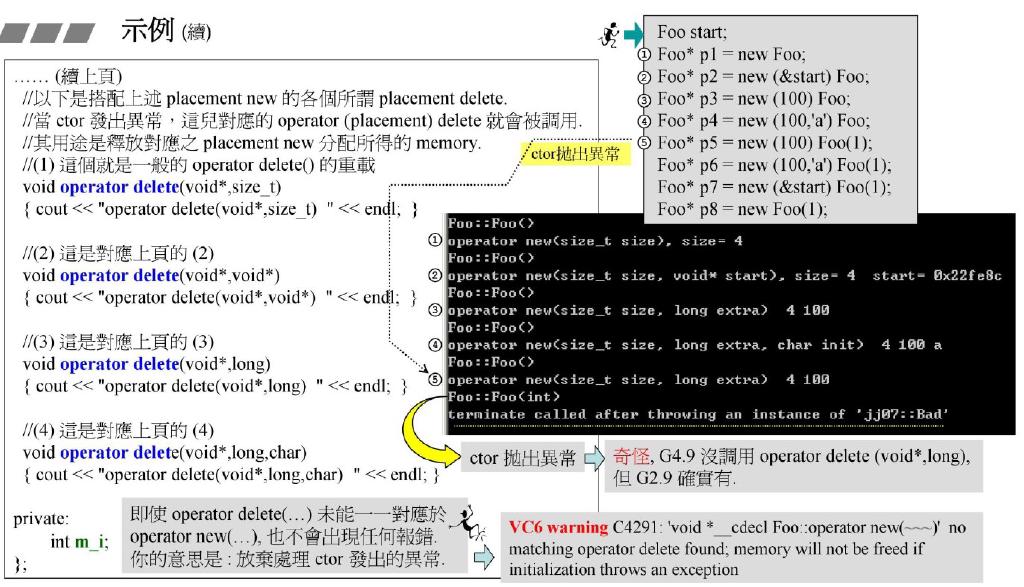 示例 (續)
…… (續上頁)
//以下是搭配上述 placement new 的各個所謂 placement delete.
//當 ctor 發出異常，這兒對應的 operator (placement) delete 就會被調用.
//其用途是釋放對應之 placement new 分配所得的 memory.
//(1) 這個就是一般的 operator delete() 的重載
void operator delete(void*,size_t)
{ cout << "operator delete(void*,size_t)  " << endl;  }
//(2) 這是對應上頁的 (2)
void operator delete(void*,void*)
{ cout << "operator delete(void*,void*)  " << endl;  }
//(3) 這是對應上頁的 (3)
void operator delete(void*,long)
{ cout << "operator delete(void*,long)  " << endl;  }
//(4) 這是對應上頁的 (4)
void operator delete(void*,long,char)
{ cout << "operator delete(void*,long,char)  " << endl; }
private:
int m_i;
};
即使 operator delete(…) 未能一一對應於
operator new(…), 也不會出現任何報錯.
你的意思是 : 放棄處理 ctor 發出的異常.
Foo start;
① Foo* p1 = new Foo;
② Foo* p2 = new (&start) Foo;
③ Foo* p3 = new (100) Foo;
④ Foo* p4 = new (100,'a') Foo;
⑤ Foo* p5 = new (100) Foo(1);
Foo* p6 = new (100,'a') Foo(1);
Foo* p7 = new (&start) Foo(1);
Foo* p8 = new Foo(1);
ctor拋出異常
Foo::Foo()
① operator new(size_t size), size= 4
Foo::Foo()
② operator new(size_t size, void* start), size= 4  start= 0x22fe8c
Foo::Foo()
③ operator new(size_t size, long extra)  4 100
Foo::Foo()
④ operator new(size_t size, long extra, char init)  4 100 a
Foo::Foo()
⑤ operator new(size_t size, long extra)  4 100
Foo::Foo(int)
terminate called after throwing an instance of 'jj07::Bad'
ctor 拋出異常
奇怪, G4.9 沒調用 operator delete (void*,long),
但 G2.9 確實有.
VC6 warning C4291: 'void *__cdecl Foo::operator new(~~~)'  no
matching operator delete found; memory will not be freed if
initialization throws an exception